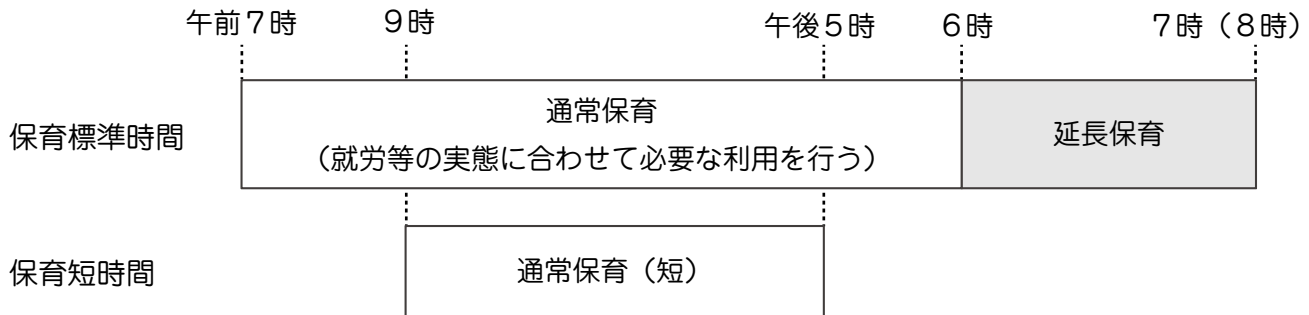 午前７時 ９時 午後５時 ６時 ７時（８時）
保育標準時間
通常保育
（就労等の実態に合わせて必要な利用を行う）
延長保育
保育短時間
通常保育（短）